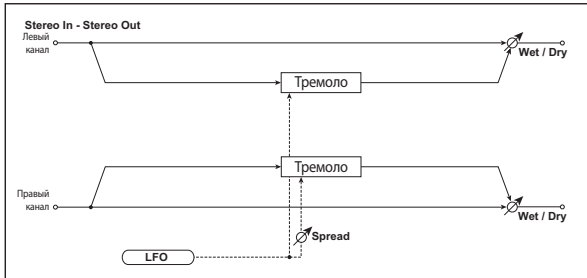 Stereo In - Stereo Out
Левый
канал
Wet / Dry
Тремоло
Тремоло
Правый
канал
Wet / Dry
Spread
LFO